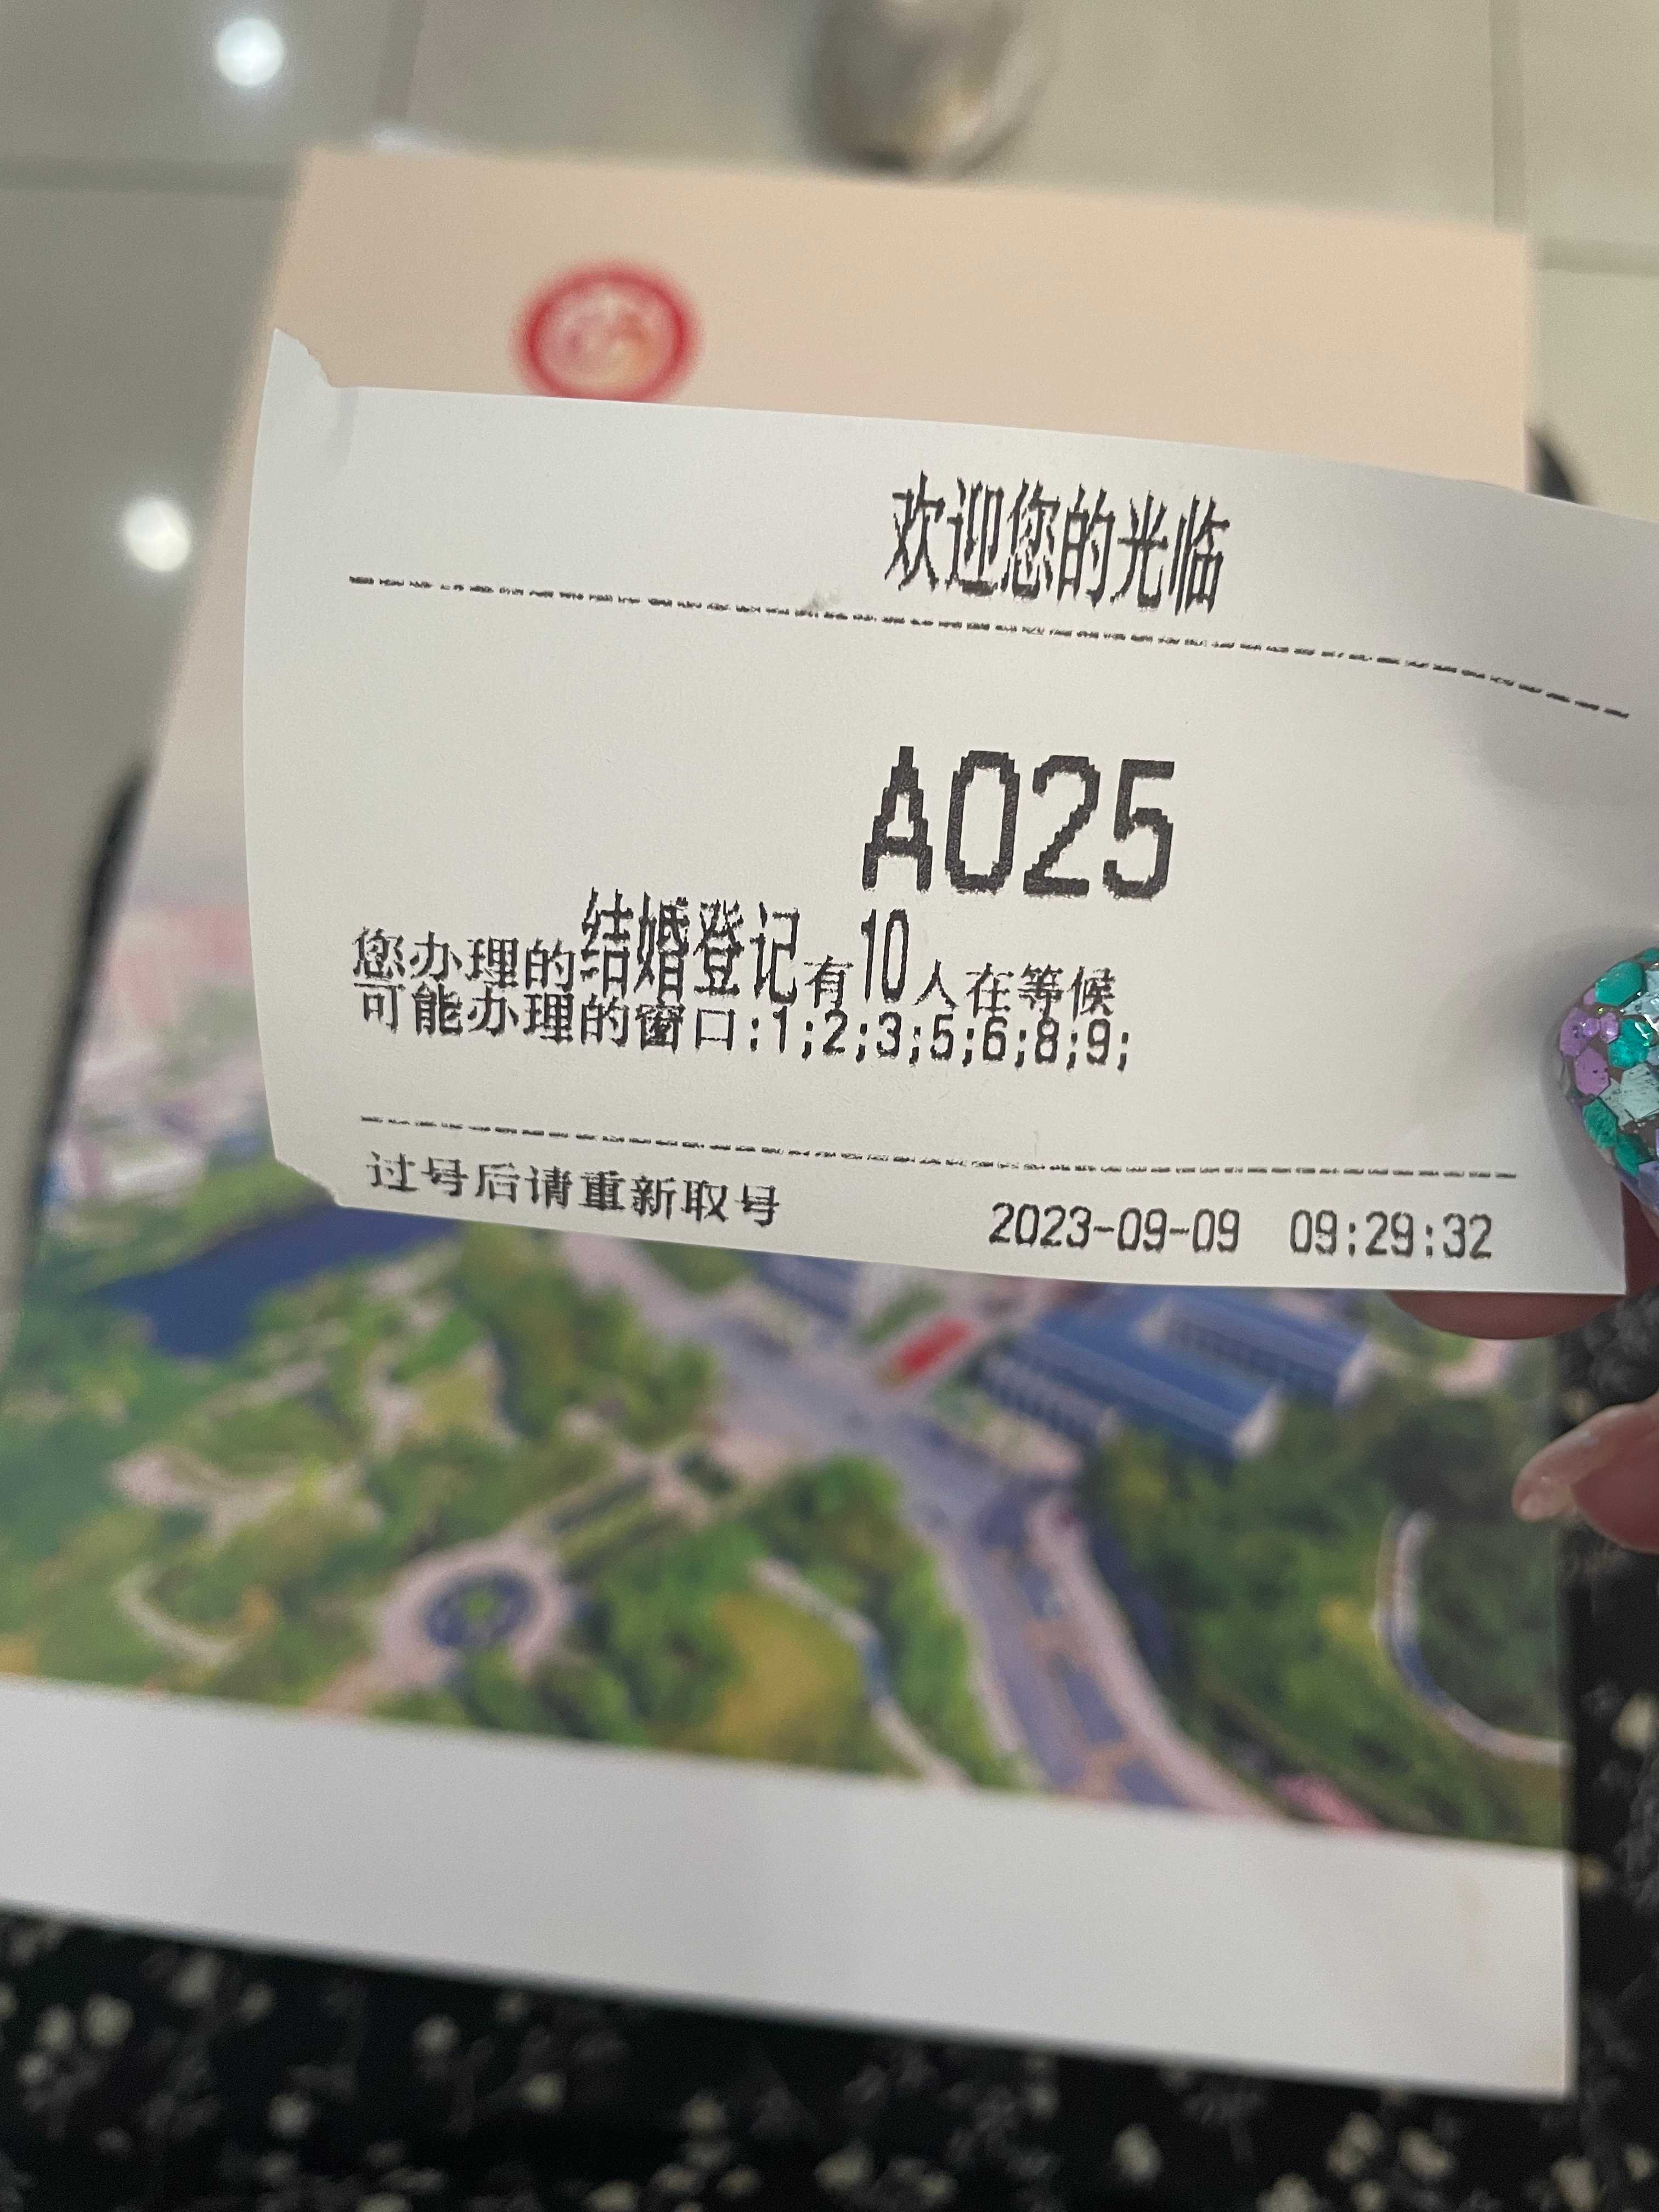 欢迎您的光临
A025
您办理的结婚登记有10人在等候
可能办理的窗口:1;2;3;5;6;8;9;
过号后请重新取号 2023-09-09 09:29:32